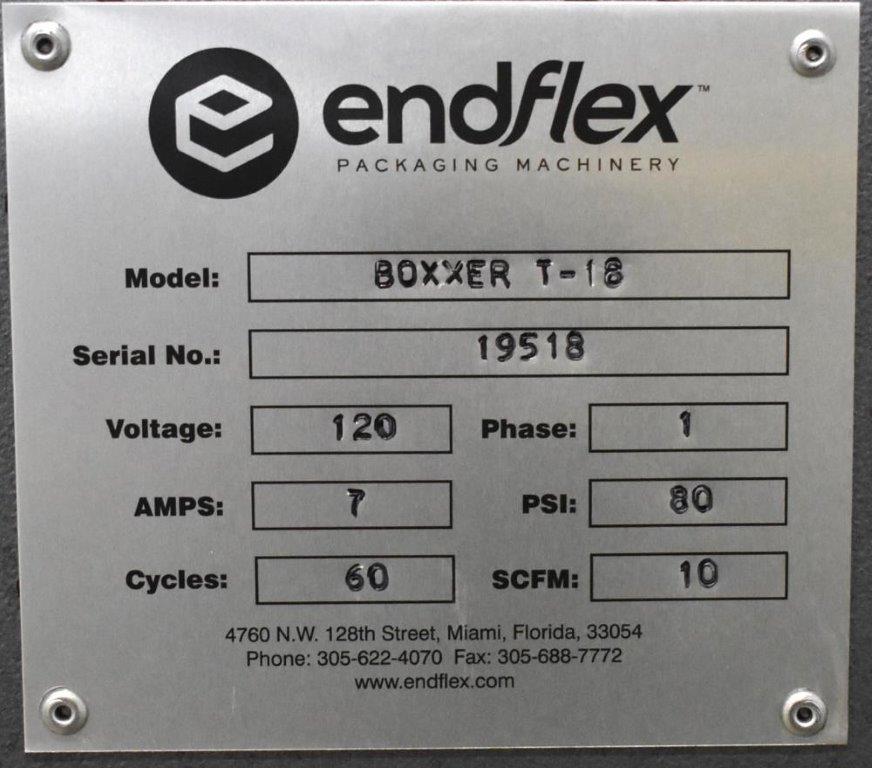 endflex™
PACKAGING MACHINERY
Model: BOXXER T-18
Serial No.: 19518
Voltage: 120 Phase: 1
AMPS: 7 PSI: 80
Cycles: 60 SCFM: 10
4760 N.W. 128th Street, Miami, Florida, 33054
Phone: 305-622-4070 Fax: 305-688-7772
www.endflex.com